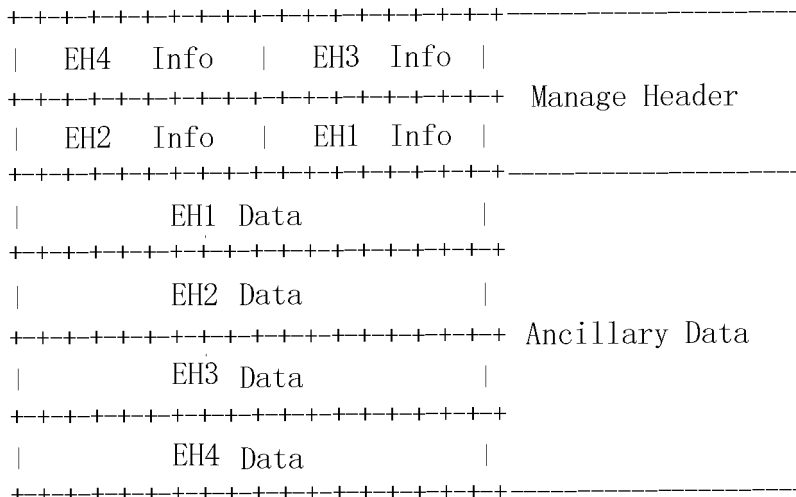 +-+-+-+-+-+-+-+-+-+-+-+-+-+-+-+-+-+-+----------------------
|   EH4   Info   |   EH3  Info  |
+-+-+-+-+-+-+-+-+-+-+-+-+-+-+-+-+-+-+  Manage Header
|   EH2   Info   |   EH1  Info  |
+-+-+-+-+-+-+-+-+-+-+-+-+-+-+-+-+-+-+----------------------
|          EH1 Data            |
+-+-+-+-+-+-+-+-+-+-+-+-+-+-+-+-+-+-+
|          EH2 Data            |
+-+-+-+-+-+-+-+-+-+-+-+-+-+-+-+-+-+-+  Ancillary Data
|          EH3 Data            |
+-+-+-+-+-+-+-+-+-+-+-+-+-+-+-+-+-+-+
|          EH4 Data            |
+-+-+-+-+-+-+-+-+-+-+-+-+-+-+-+-+-+-+----------------------